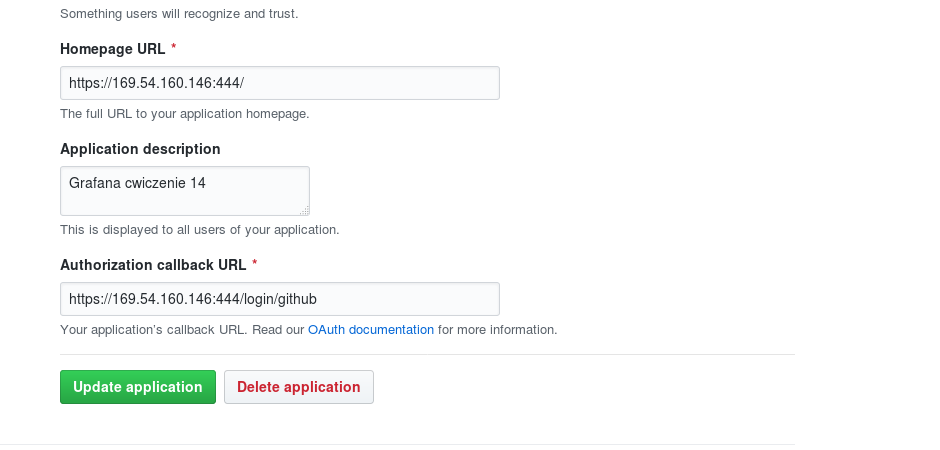 Something users will recognize and trust.
Homepage URL *
https://169.54.160.146:444/
The full URL to your application homepage.
Application description
Grafana cwiczenie 14
This is displayed to all users of your application.
Authorization callback URL *
https://169.54.160.146:444/login/github
Your application's callback URL. Read our OAuth documentation for more information.
Update application Delete application